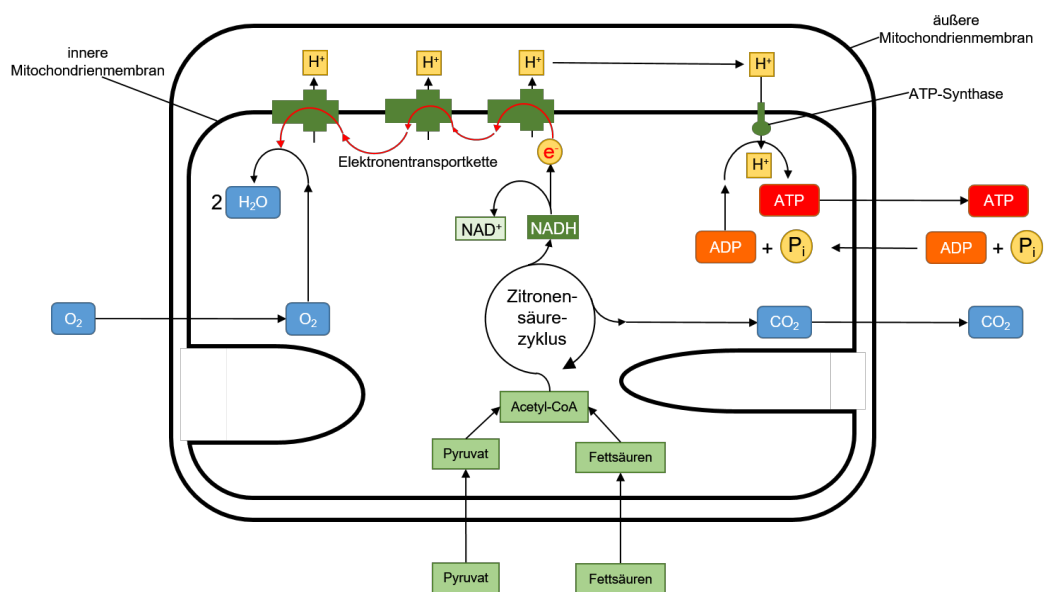 innere
Mitochondrienmembran
äußere
Mitochondrienmembran
H⁺
H⁺
H⁺
H⁺
ATP-Synthase
Elektronentransportkette
e⁻
H⁺
2 H₂O
NAD⁺
NADH
ATP
ATP
ADP + Pᵢ
ADP + Pᵢ
O₂
O₂
Zitronen-
säure-
zyklus
CO₂
CO₂
Acetyl-CoA
Pyruvat
Fettsäuren
Pyruvat
Fettsäuren